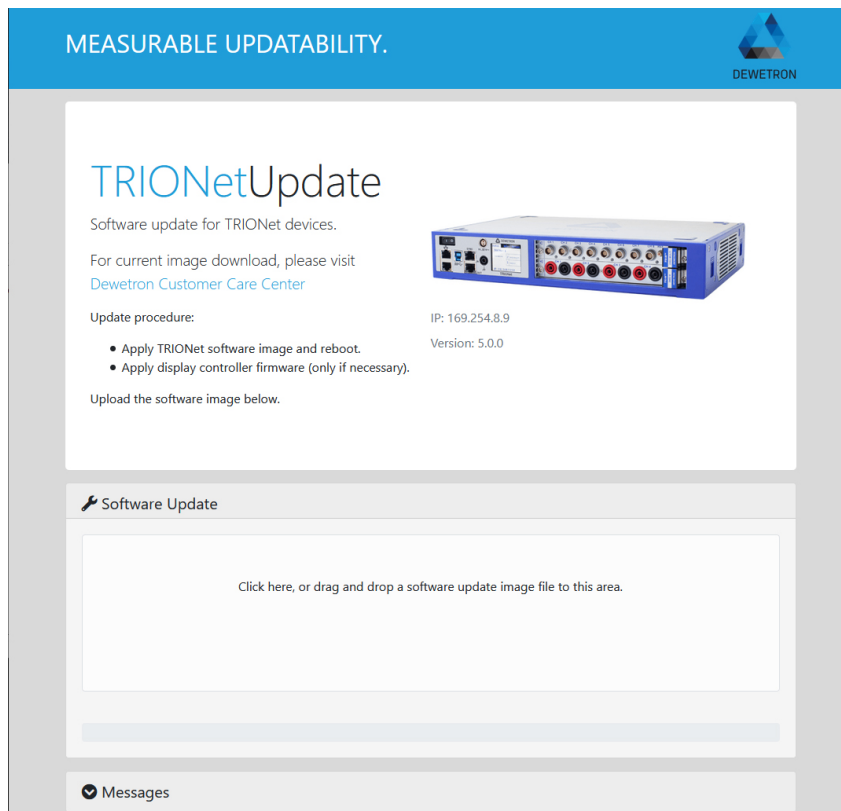 MEASURABLE UPDATABILITY.
DEWETRON
TRIONetUpdate
Software update for TRIONet devices.
For current image download, please visit
Dewetron Customer Care Center
Update procedure:
• Apply TRIONet software image and reboot.
• Apply display controller firmware (only if necessary).
Upload the software image below.
IP: 169.254.8.9
Version: 5.0.0
Software Update
Click here, or drag and drop a software update image file to this area.
Messages